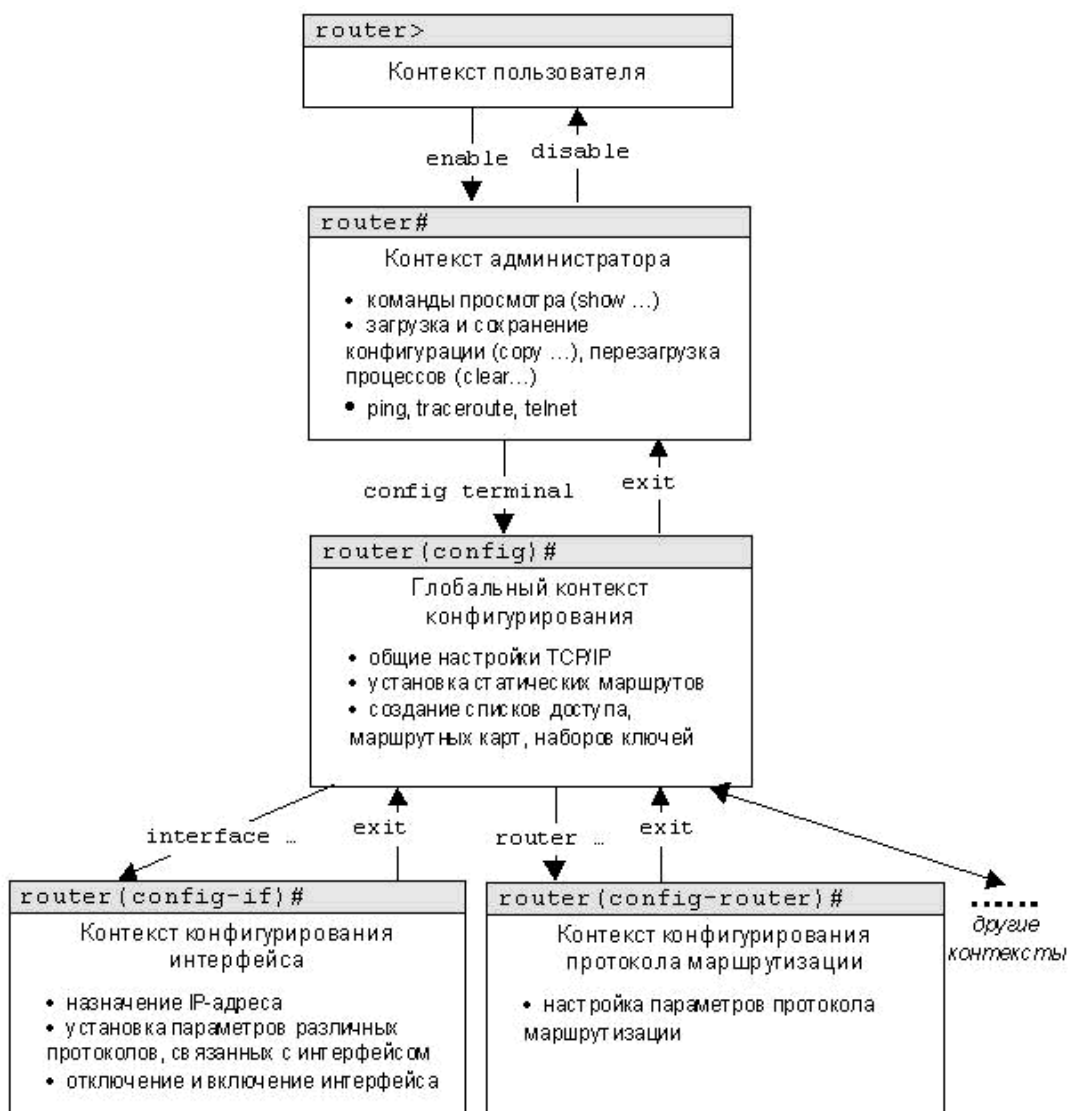 router>
Контекст пользователя
enable
disable
router#
Контекст администратора
• команды просмотра (show ...)
• загрузка и сохранение
конфигурации (copy ...), перезагрузка
процессов (clear...)
• ping, traceroute, telnet
config terminal
exit
router(config)#
Глобальный контекст
конфигурирования
• общие настройки TCP/IP
• установка статических маршрутов
• создание списков доступа,
маршрутных карт, наборов ключей
interface …
exit
router …
exit
router(config-if)#
Контекст конфигурирования
интерфейса
• назначение IP-адреса
• установка параметров различных
протоколов, связанных с интерфейсом
• отключение и включение интерфейса
router(config-router)#
Контекст конфигурирования
протокола маршрутизации
• настройка параметров протокола
маршрутизации
другие
контексты